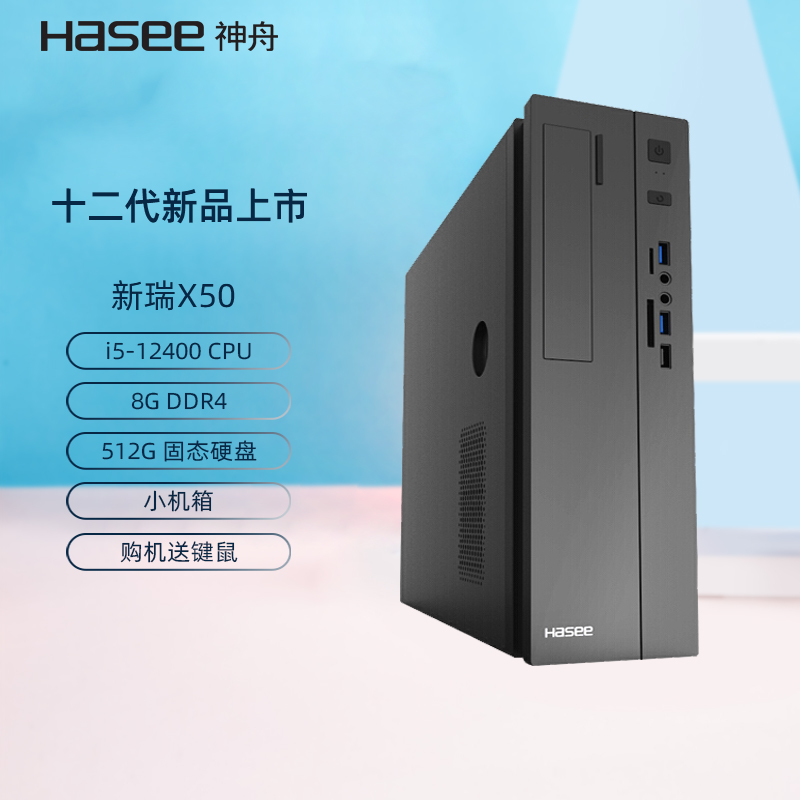 Hasee 神舟
十二代新品上市
新瑞X50
i5-12400 CPU
8G DDR4
512G 固态硬盘
小机箱
购机送键鼠
Hasee